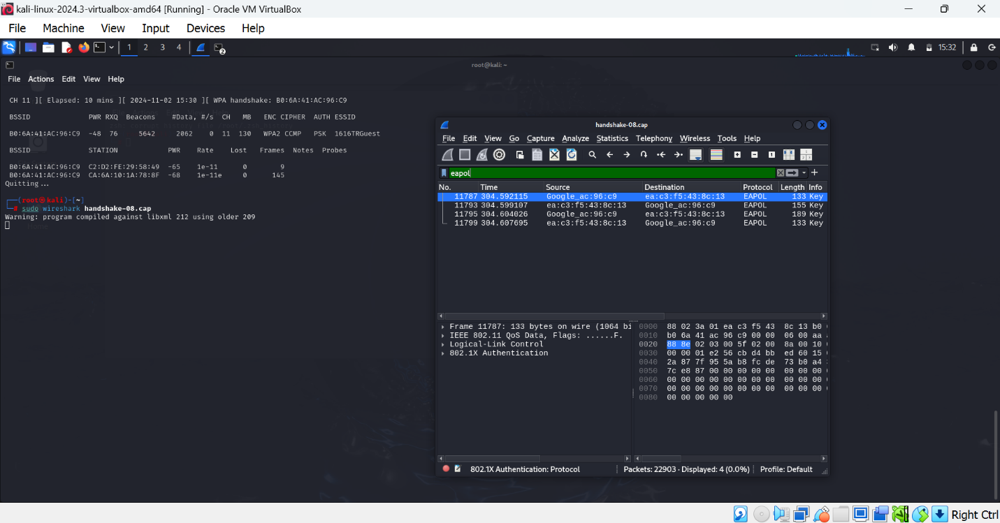 kali-linux-2024.3-virtualbox-amd64 [Running] - Oracle VM VirtualBox
File Machine View Input Devices Help
1 2 3 4 2 15:32
root@kali: ~
File Actions Edit View Help
CH 11 ][ Elapsed: 10 mins ][ 2024-11-02 15:30 ][ WPA handshake: B0:6A:41:AC:96:C9
BSSID PWR RXQ Beacons #Data, #/s CH MB ENC CIPHER AUTH ESSID
B0:6A:41:AC:96:C9 -48 76 5642 2062 0 11 130 WPA2 CCMP PSK 1616TRGuest
BSSID STATION PWR Rate Lost Frames Notes Probes
B0:6A:41:AC:96:C9 C2:D2:FE:29:58:49 -65 1e-11 0 9
B0:6A:41:AC:96:C9 CA:6A:10:1A:78:8F -68 1e-11e 0 145
Quitting...
(root㉿kali)-[~]
# sudo wireshark handshake-08.cap
Warning: program compiled against libxml 212 using older 209
handshake-08.cap
File Edit View Go Capture Analyze Statistics Telephony Wireless Tools Help
eapol
No. Time Source Destination Protocol Length Info
11787 304.592115 Google_ac:96:c9 ea:c3:f5:43:8c:13 EAPOL 133 Key
11793 304.599107 ea:c3:f5:43:8c:13 Google_ac:96:c9 EAPOL 155 Key
11795 304.604026 Google_ac:96:c9 ea:c3:f5:43:8c:13 EAPOL 189 Key
11799 304.607695 ea:c3:f5:43:8c:13 Google_ac:96:c9 EAPOL 133 Key
Frame 11787: 133 bytes on wire (1064 bi
IEEE 802.11 QoS Data, Flags: ......F.
Logical-Link Control
802.1X Authentication
0000 88 02 3a 01 ea c3 f5 43 8c 13 b0
0010 b0 6a 41 ac 96 c9 00 00 06 00 aa
0020 88 8e 02 03 00 5f 02 00 8a 00 10
0030 00 00 01 e2 56 cb d4 bb ed 60 15
0040 2a 87 7f 95 5a b8 fc de 73 b0 a4
0050 7c e8 87 00 00 00 00 00 00 00 00
0060 00 00 00 00 00 00 00 00 00 00 00
0070 00 00 00 00 00 00 00 00 00 00 00
0080 00 00 00 00 00
802.1X Authentication: Protocol
Packets: 22903 · Displayed: 4 (0.0%)
Profile: Default
Right Ctrl